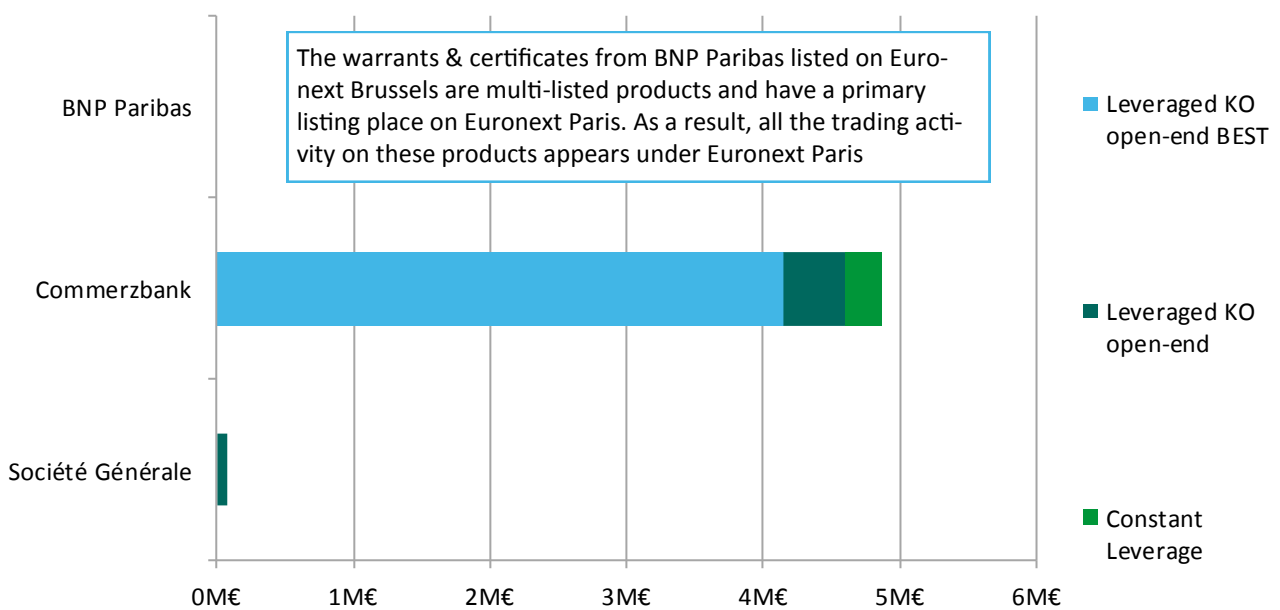 The warrants & certificates from BNP Paribas listed on Euro-
next Brussels are multi-listed products and have a primary
listing place on Euronext Paris. As a result, all the trading acti-
vity on these products appears under Euronext Paris
BNP Paribas
Commerzbank
Société Générale
0M€ 1M€ 2M€ 3M€ 4M€ 5M€ 6M€
Leveraged KO
open-end BEST
Leveraged KO
open-end
Constant
Leverage